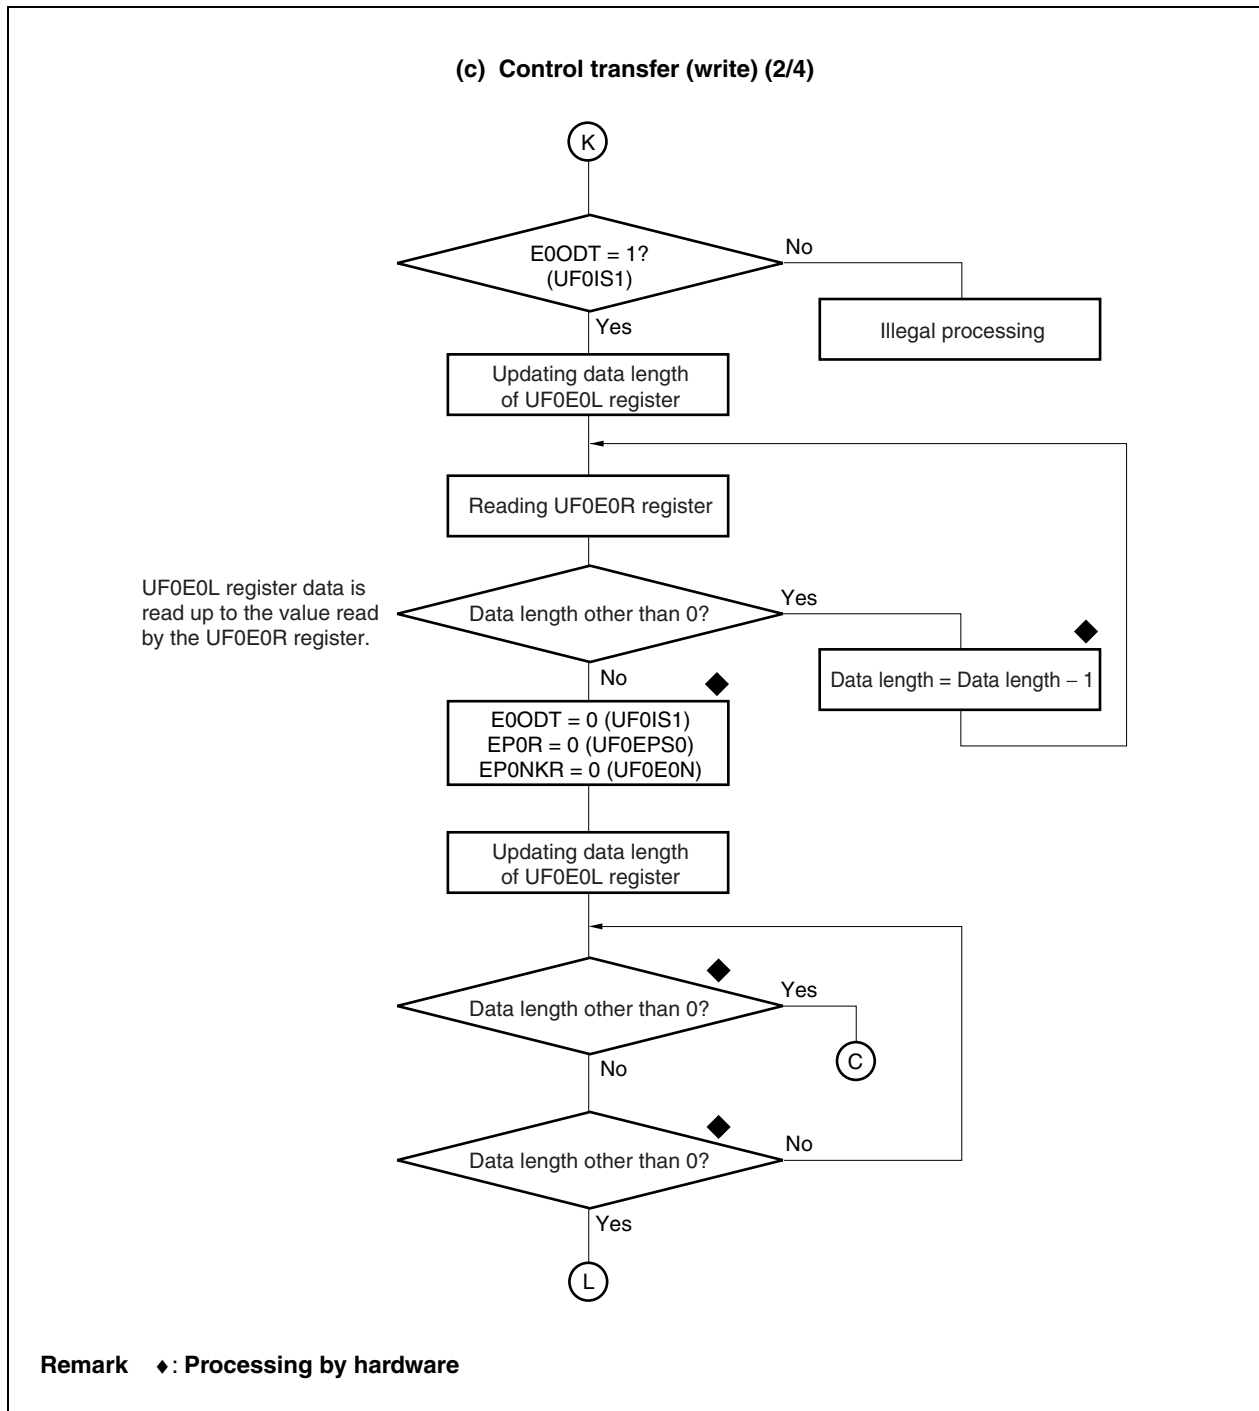 (c) Control transfer (write) (2/4)
K
E0ODT = 1?
(UF0IS1)
No
Illegal processing
Yes
Updating data length
of UF0E0L register
Reading UF0E0R register
UF0E0L register data is
read up to the value read
by the UF0E0R register.
Data length other than 0?
Yes
Data length = Data length − 1
No
E0ODT = 0 (UF0IS1)
EP0R = 0 (UF0EPS0)
EP0NKR = 0 (UF0E0N)
Updating data length
of UF0E0L register
Data length other than 0?
Yes
C
No
Data length other than 0?
No
Yes
L
Remark ♦: Processing by hardware